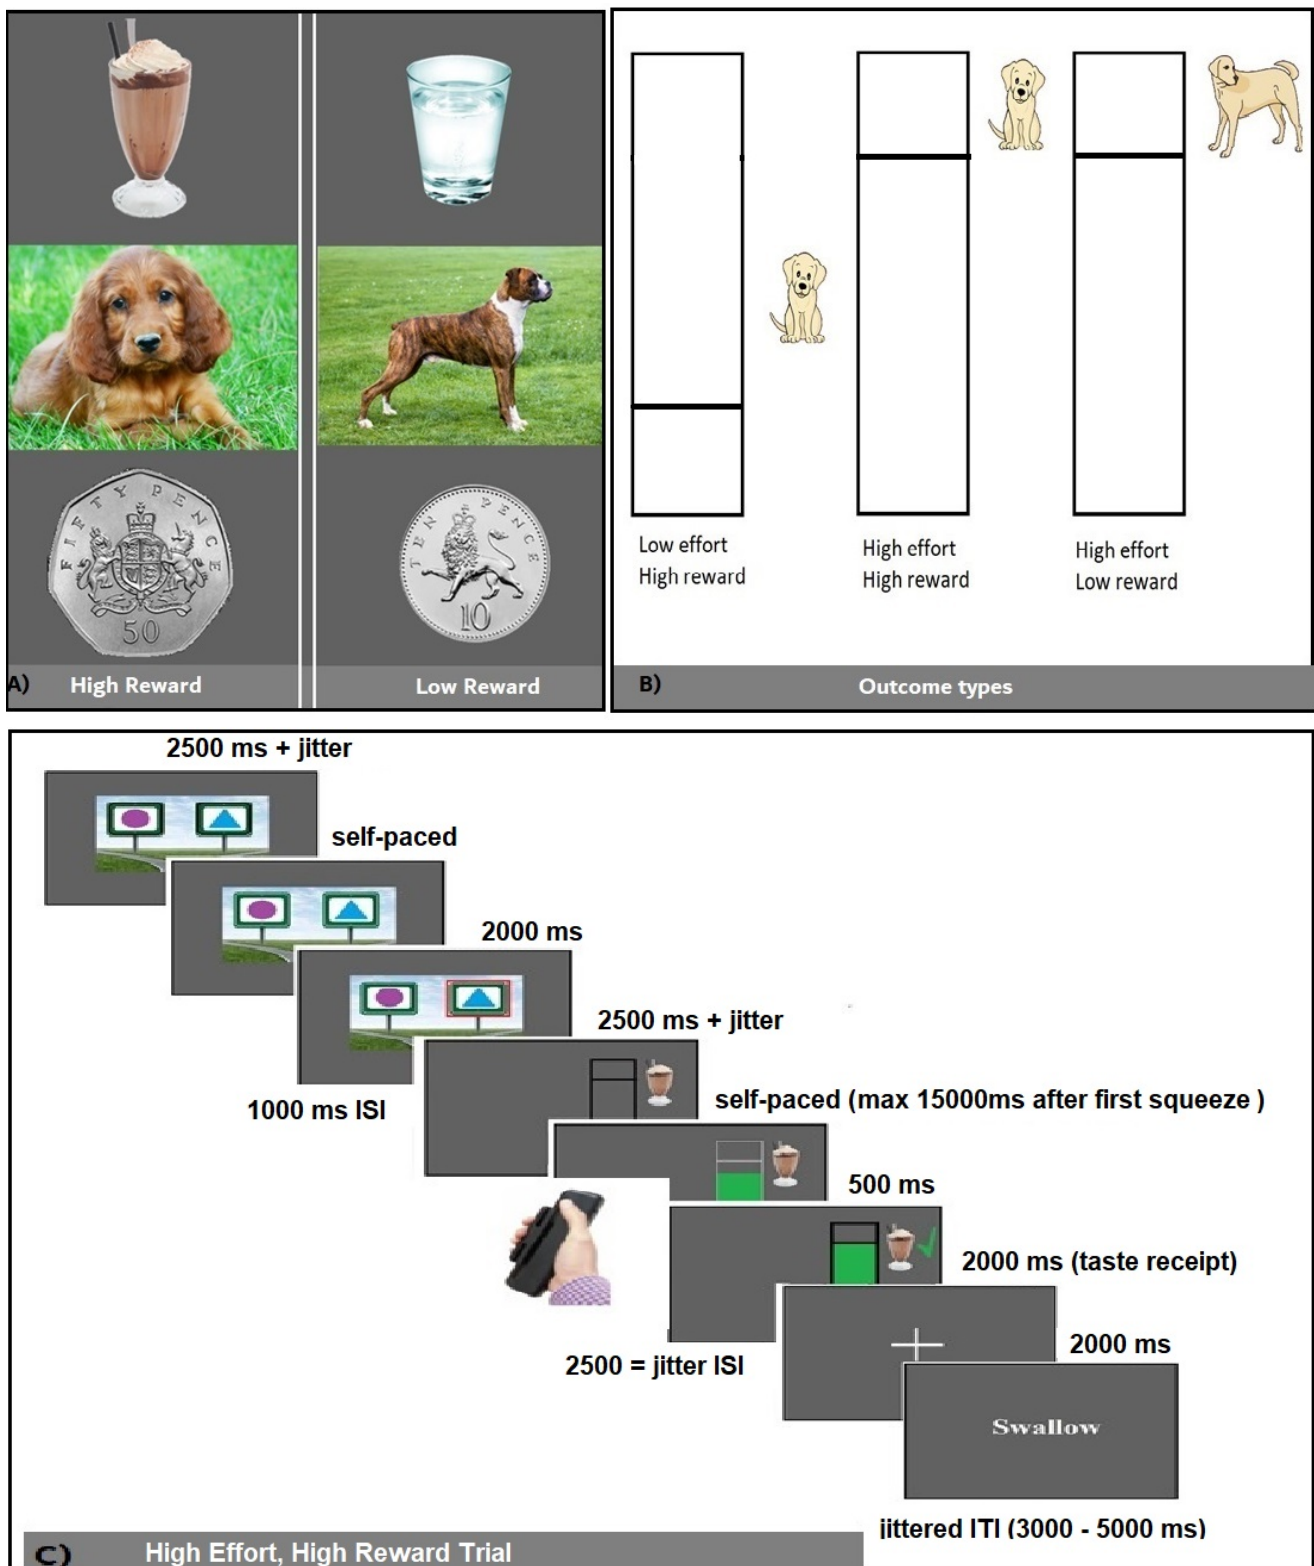 FIFTY PENCE
50
TEN PENCE
10
A) High Reward Low Reward
Low effort
High reward
High effort
High reward
High effort
Low reward
B) Outcome types
2500 ms + jitter
self-paced
2000 ms
2500 ms + jitter
1000 ms ISI
self-paced (max 15000ms after first squeeze )
500 ms
2000 ms (taste receipt)
2500 = jitter ISI
2000 ms
Swallow
jittered ITI (3000 - 5000 ms)
C) High Effort, High Reward Trial